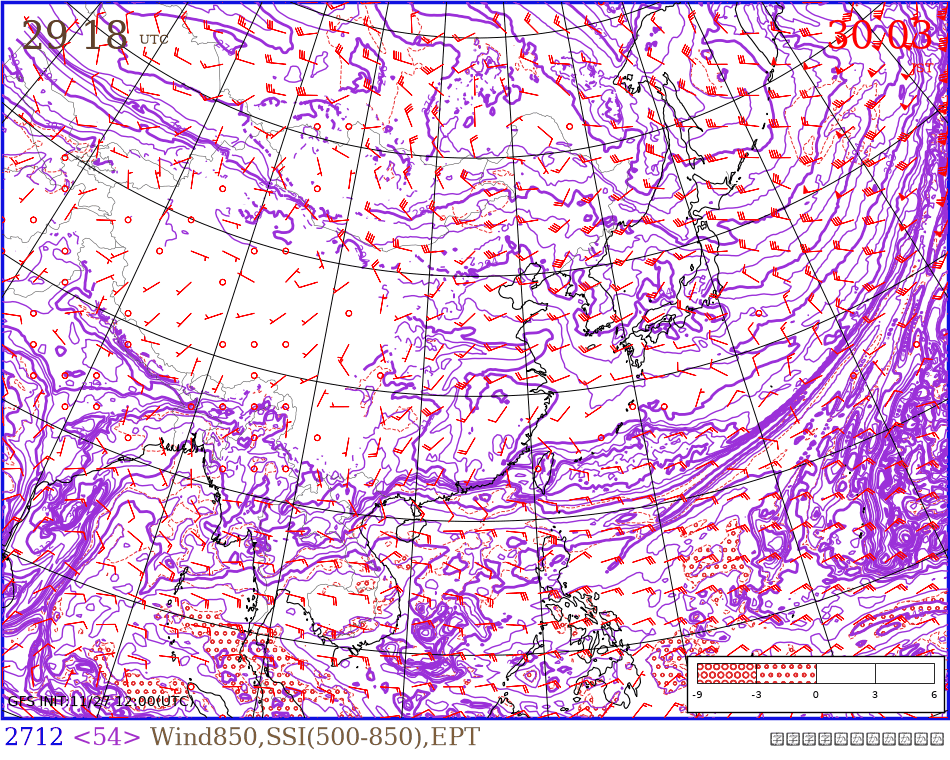 29 18 UTC 30.03
-9 -3 0 3 6
GFS INIT:11/27 12:00(UTC)
2712 <54> Wind850,SSI(500-850),EPT